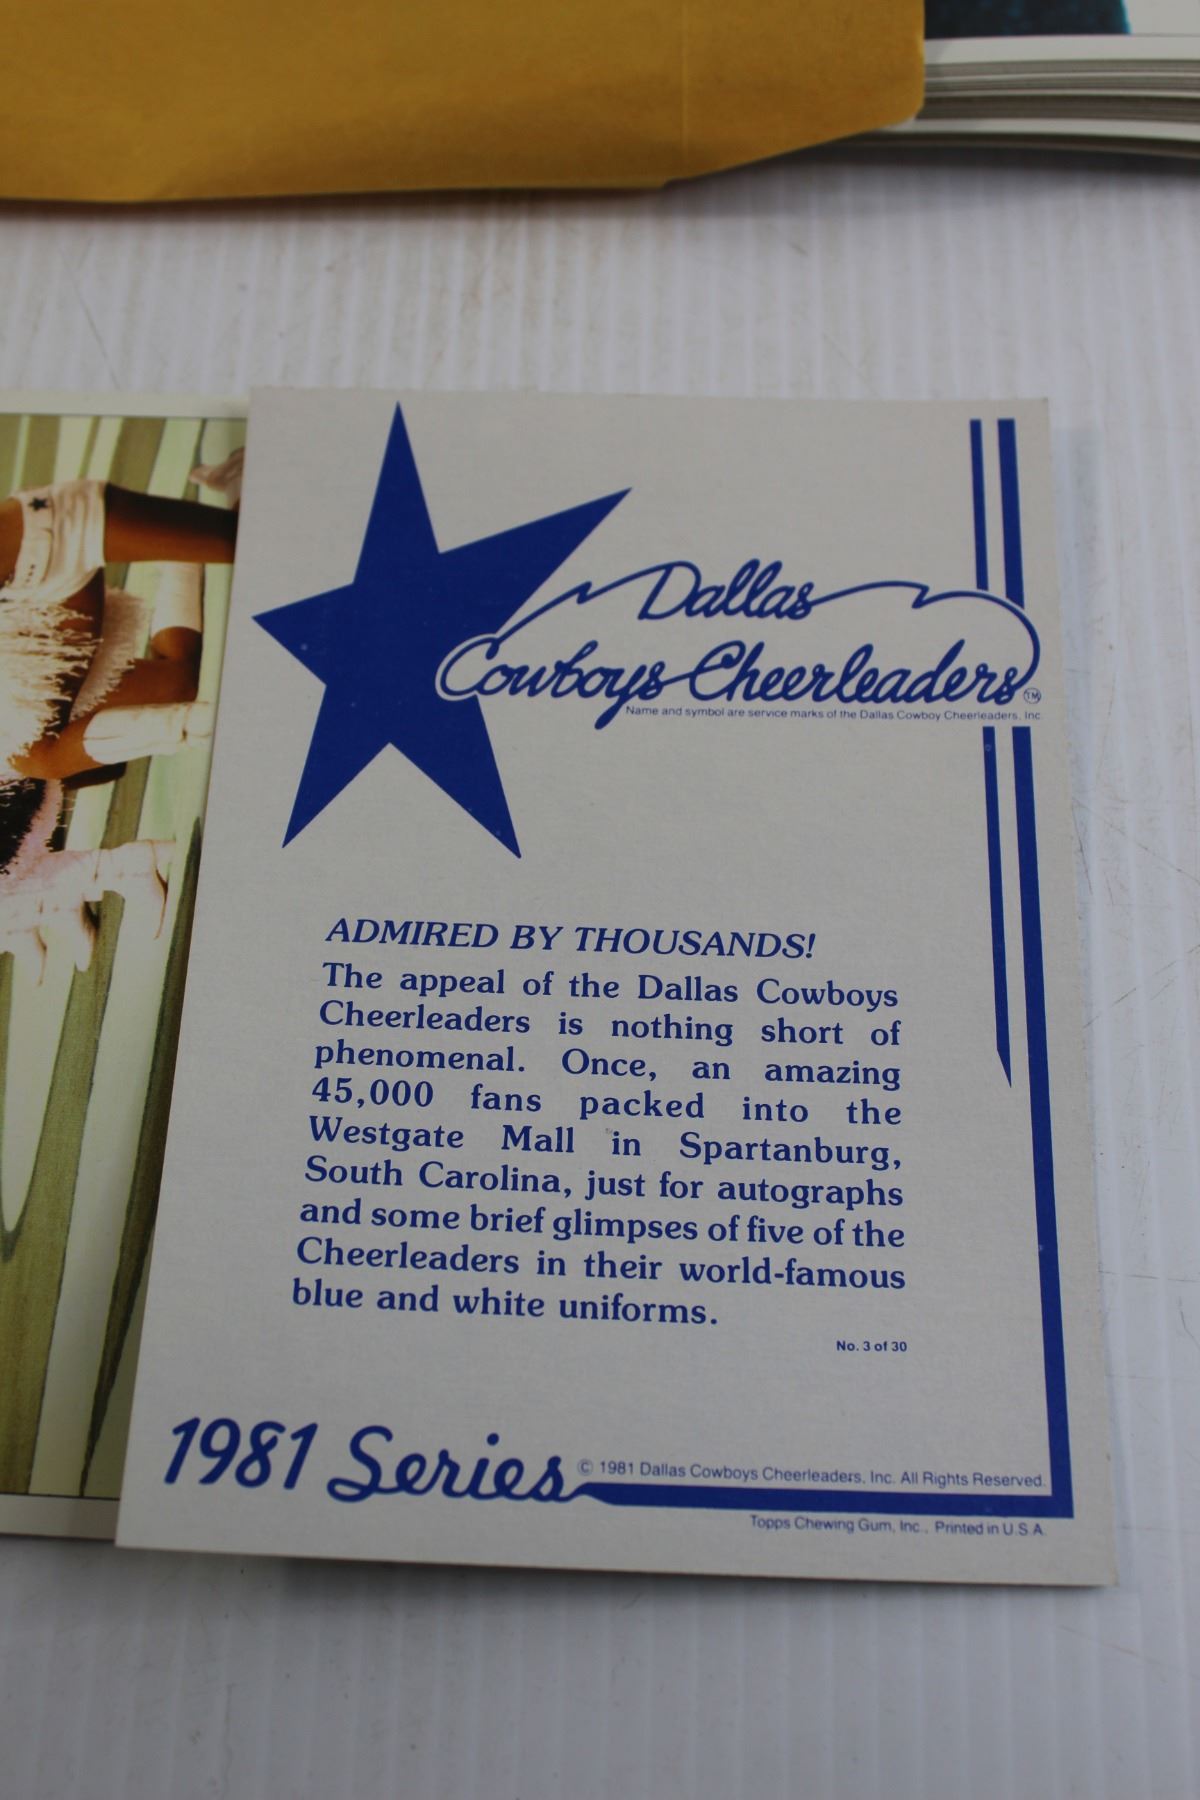 Dallas
Cowboys Cheerleaders TM
Name and symbol are service marks of the Dallas Cowboy Cheerleaders, Inc.
ADMIRED BY THOUSANDS!
The appeal of the Dallas Cowboys
Cheerleaders is nothing short of
phenomenal. Once, an amazing
45,000 fans packed into the
Westgate Mall in Spartanburg,
South Carolina, just for autographs
and some brief glimpses of five of the
Cheerleaders in their world-famous
blue and white uniforms.
No. 3 of 30
1981 Series © 1981 Dallas Cowboys Cheerleaders, Inc. All Rights Reserved.
Topps Chewing Gum, Inc., Printed in U.S.A.